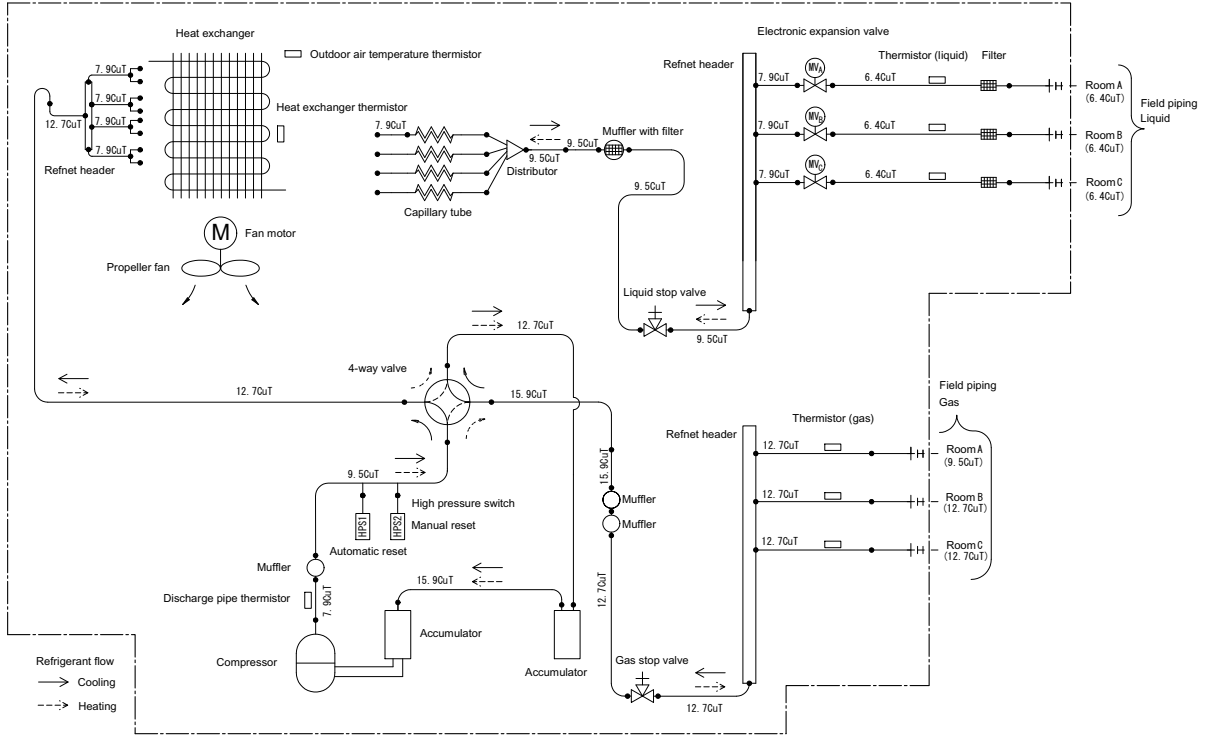 Heat exchanger
Outdoor air temperature thermistor
7.9CuT
7.9CuT
7.9CuT
7.9CuT
12.7CuT
Refnet header
Heat exchanger thermistor
M
Fan motor
Propeller fan
7.9CuT
Capillary tube
Distributor
9.5CuT
9.5CuT
Muffler with filter
9.5CuT
Liquid stop valve
9.5CuT
Electronic expansion valve
Refnet header
Thermistor (liquid)
Filter
7.9CuT
MVA
6.4CuT
7.9CuT
MVB
6.4CuT
7.9CuT
MVC
6.4CuT
Room A
(6.4CuT)
Room B
(6.4CuT)
Room C
(6.4CuT)
Field piping
Liquid
12.7CuT
4-way valve
12.7CuT
15.9CuT
15.9CuT
Muffler
Muffler
12.7CuT
9.5CuT
High pressure switch
HPS1
HPS2
Manual reset
Automatic reset
Muffler
Discharge pipe thermistor
7.9CuT
Compressor
15.9CuT
Accumulator
Accumulator
Gas stop valve
12.7CuT
Refnet header
Thermistor (gas)
12.7CuT
12.7CuT
12.7CuT
Field piping
Gas
Room A
(9.5CuT)
Room B
(12.7CuT)
Room C
(12.7CuT)
Refrigerant flow
Cooling
Heating